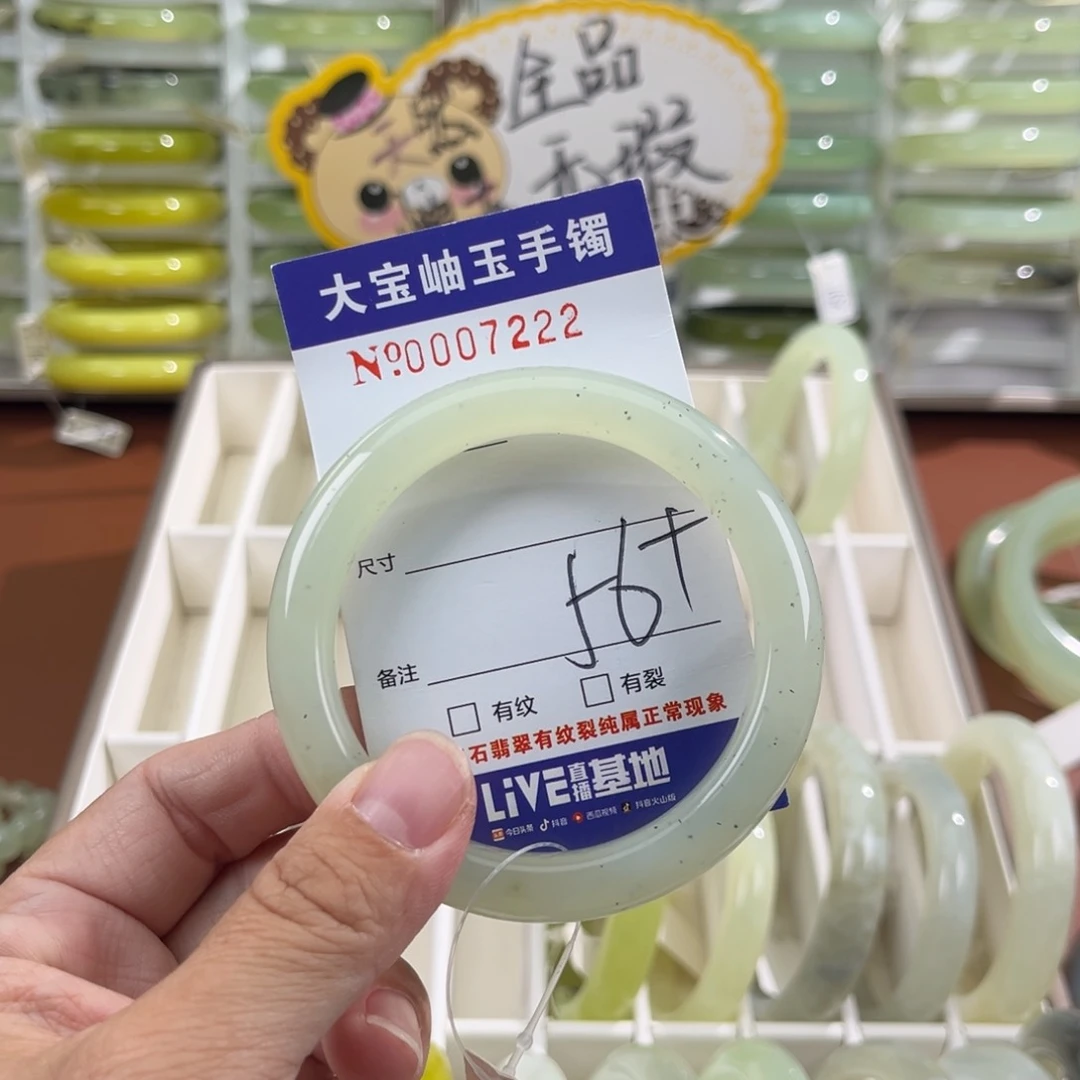 全品
无瑕
大宝岫玉手镯
№0007222
尺寸
56+
备注
□ 有纹 □ 有裂
石翡翠有纹裂纯属正常现象
LiVE直播基地
今日头条 抖音 西瓜视频 抖音火山版